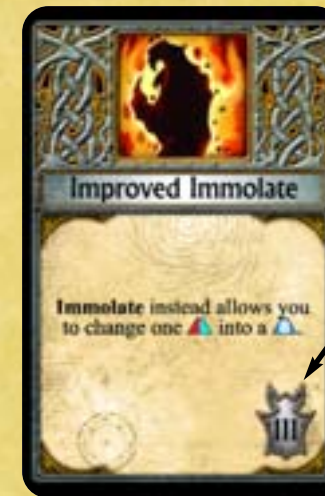 Improved Immolate
Immolate instead allows you
to change one into a
III